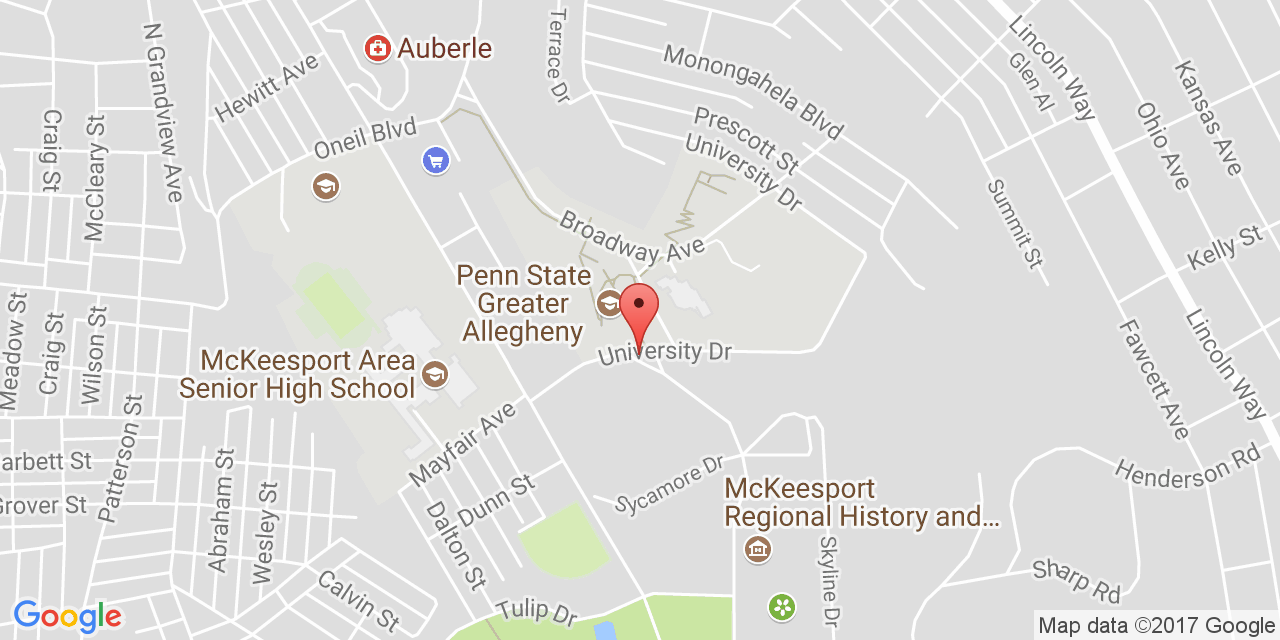 Auberle
Terrace Dr
Lincoln Way
Glen Al
Kansas Ave
N Grandview Ave
Hewitt Ave
Monongahela Blvd
Ohio Ave
Craig St
McCleary St
Oneil Blvd
Prescott St
University Dr
Summit St
Broadway Ave
Kelly St
Penn State
Greater
Allegheny
Meadow St
Craig St
Wilson St
University Dr
Lincoln Way
Fawcett Ave
McKeesport Area
Senior High School
Patterson St
Mayfair Ave
arbett St
Grover St
Abraham St
Wesley St
Dunn St
Dalton St
Sycamore Dr
McKeesport
Regional History and...
Henderson Rd
Skyline Dr
Sharp Rd
Calvin St
Tulip Dr
Google
Map data ©2017 Google